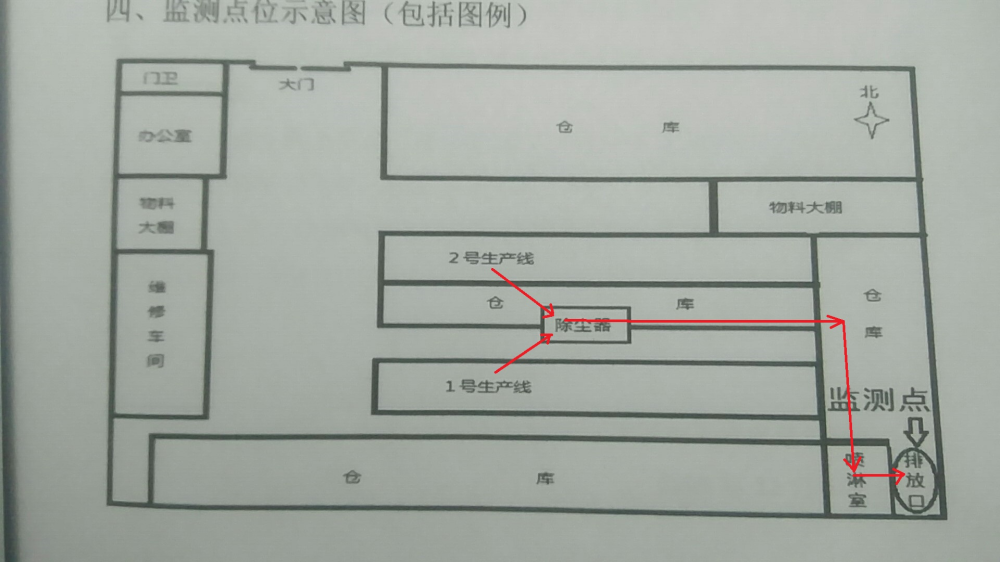 四、监测点位示意图（包括图例）
门卫
大门
北
办公室
仓库
物料
大棚
物料大棚
2号生产线
仓库
除尘器
仓
库
维
修
车
间
1号生产线
监测点
仓库
喷
淋
室
排
放
口